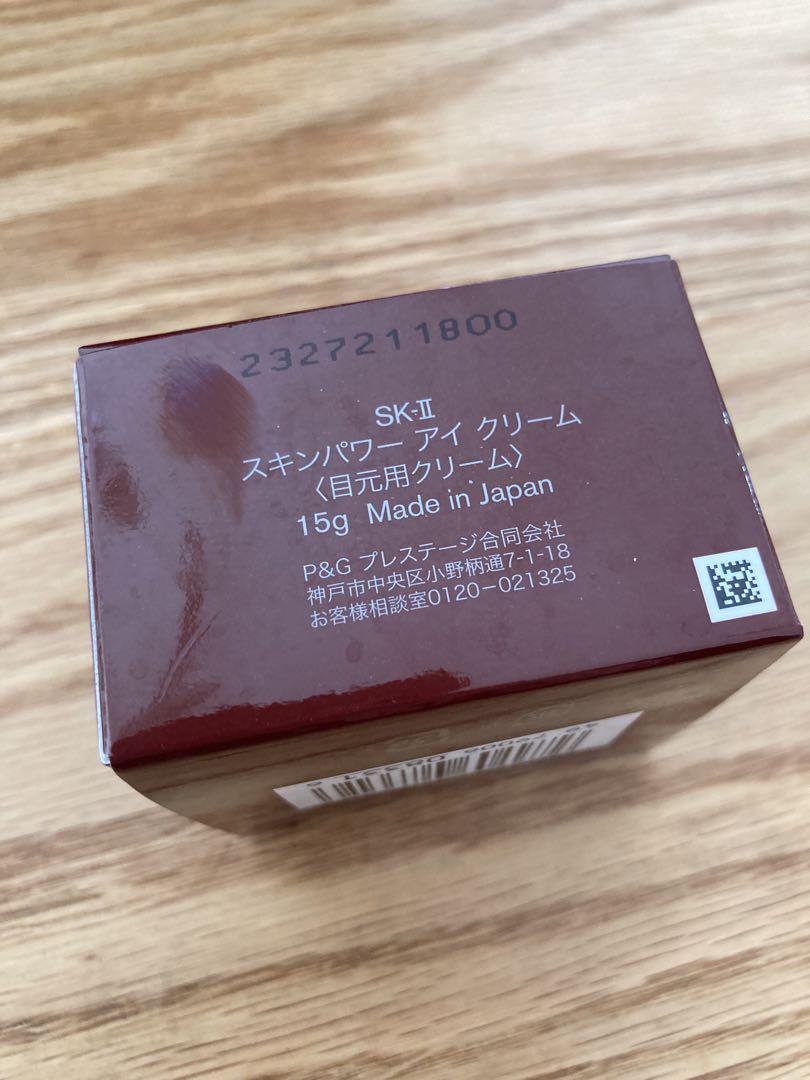 2327211800
SK-II
スキンパワー アイ クリーム
〈目元用クリーム〉
15g Made in Japan
P&G プレステージ合同会社
神戸市中央区小野柄通7-1-18
お客様相談室0120-021325